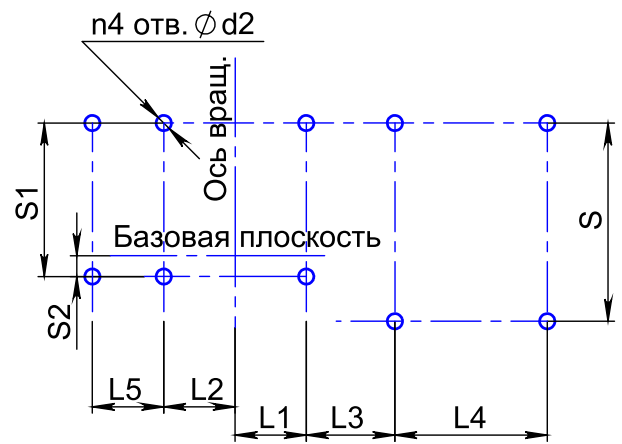 n4 отв. ∅ d2
Ось вращ.
S1
S
Базовая плоскость
S2
L5
L2
L1
L3
L4